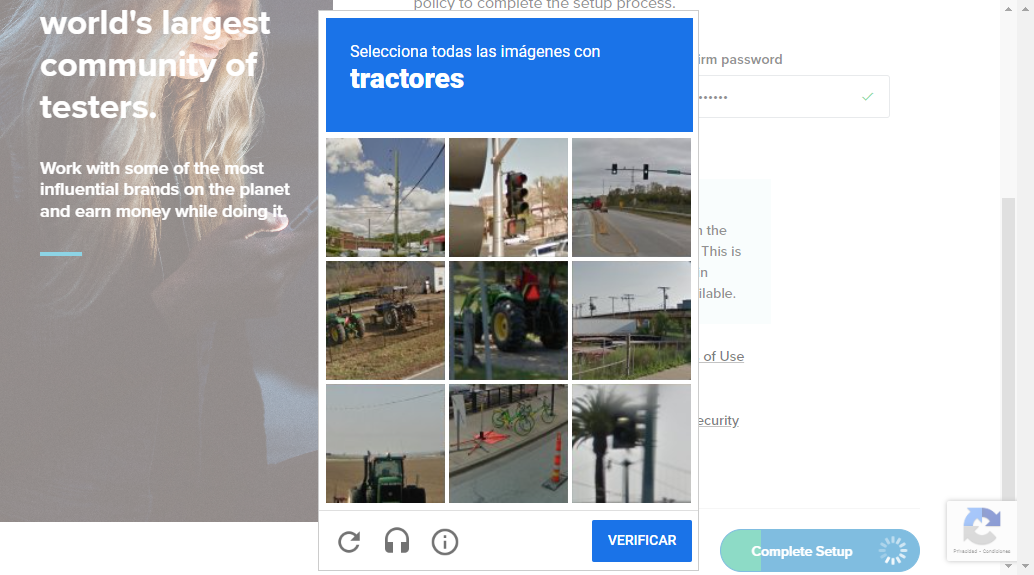 policy to complete the setup process.
world's largest
community of
testers.
Work with some of the most
influential brands on the planet
and earn money while doing it.
Selecciona todas las imágenes con
tractores
VERIFICAR
irm password
n the
This is
n
ilable.
of Use
ecurity
Complete Setup
Privacidad - Condiciones